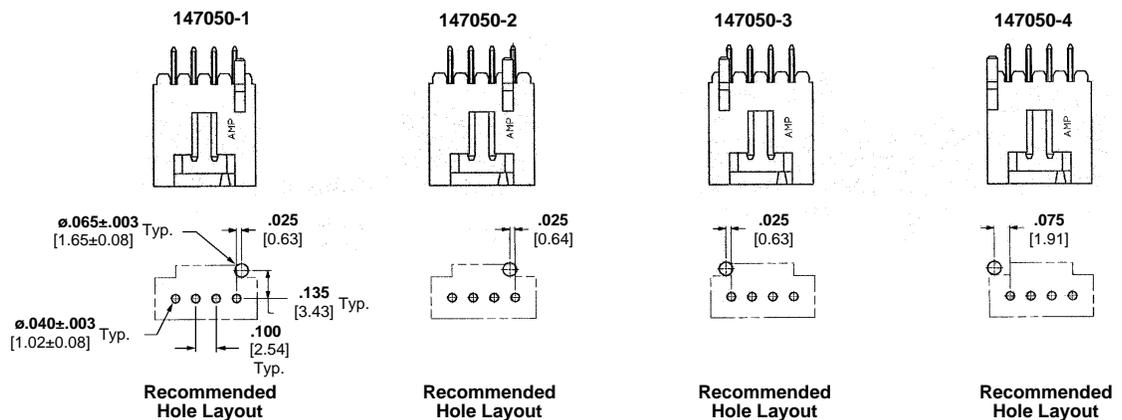 147050-1
147050-2
147050-3
147050-4
AMP
AMP
AMP
AMP
ø.065±.003
[1.65±0.08] Typ.
.025
[0.63]
.135
[3.43] Typ.
ø.040±.003
[1.02±0.08] Typ.
.100
[2.54]
Typ.
.025
[0.64]
.025
[0.63]
.075
[1.91]
Recommended
Hole Layout
Recommended
Hole Layout
Recommended
Hole Layout
Recommended
Hole Layout